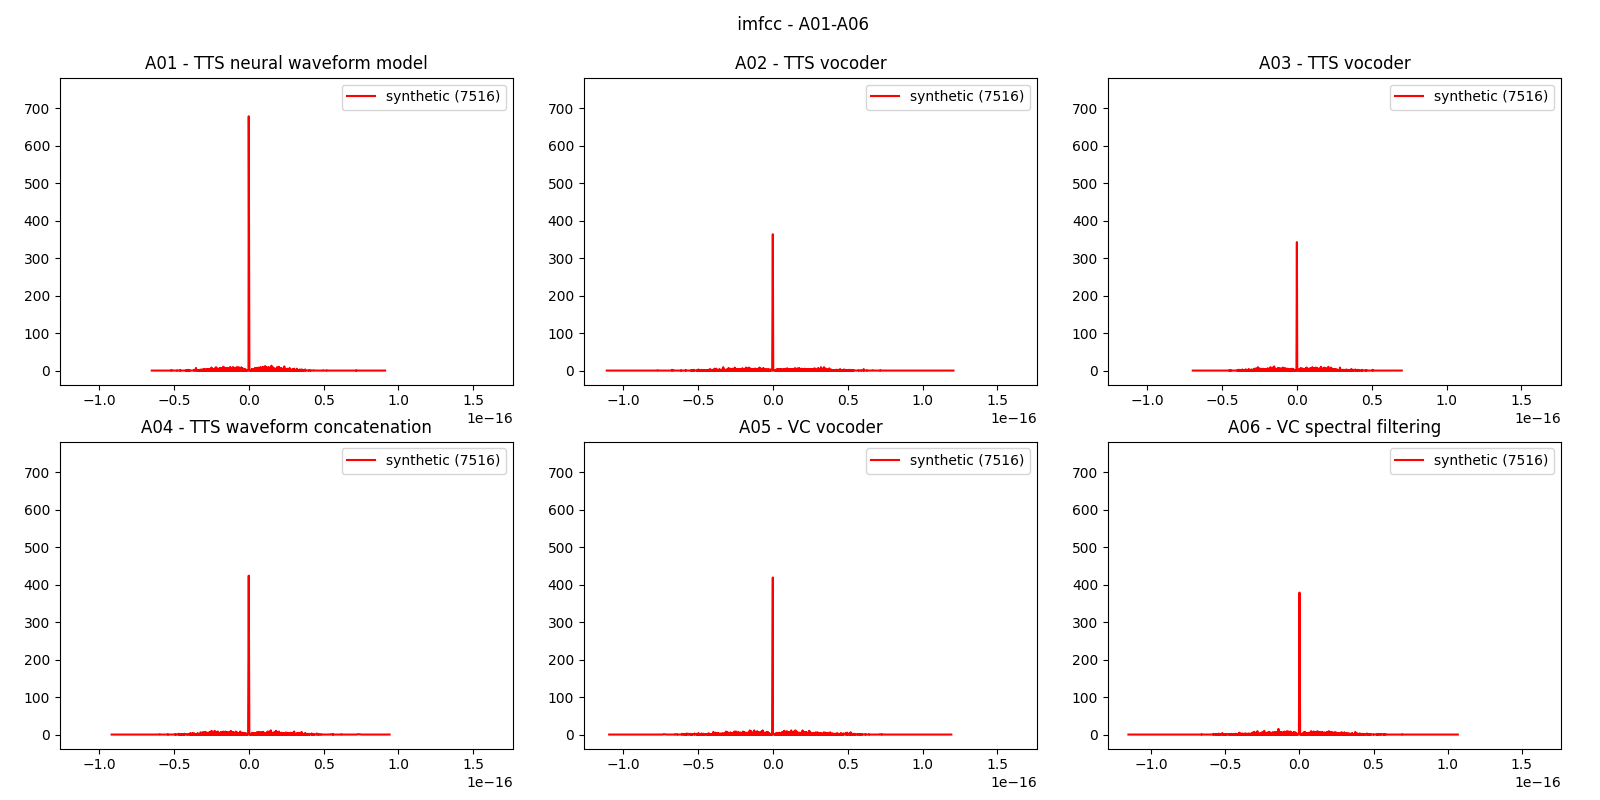 imfcc - A01-A06
A01 - TTS neural waveform model
synthetic (7516)
700
600
500
400
300
200
100
0
−1.0 −0.5 0.0 0.5 1.0 1.5
1e−16
A02 - TTS vocoder
synthetic (7516)
700
600
500
400
300
200
100
0
−1.0 −0.5 0.0 0.5 1.0 1.5
1e−16
A03 - TTS vocoder
synthetic (7516)
700
600
500
400
300
200
100
0
−1.0 −0.5 0.0 0.5 1.0 1.5
1e−16
A04 - TTS waveform concatenation
synthetic (7516)
700
600
500
400
300
200
100
0
−1.0 −0.5 0.0 0.5 1.0 1.5
1e−16
A05 - VC vocoder
synthetic (7516)
700
600
500
400
300
200
100
0
−1.0 −0.5 0.0 0.5 1.0 1.5
1e−16
A06 - VC spectral filtering
synthetic (7516)
700
600
500
400
300
200
100
0
−1.0 −0.5 0.0 0.5 1.0 1.5
1e−16